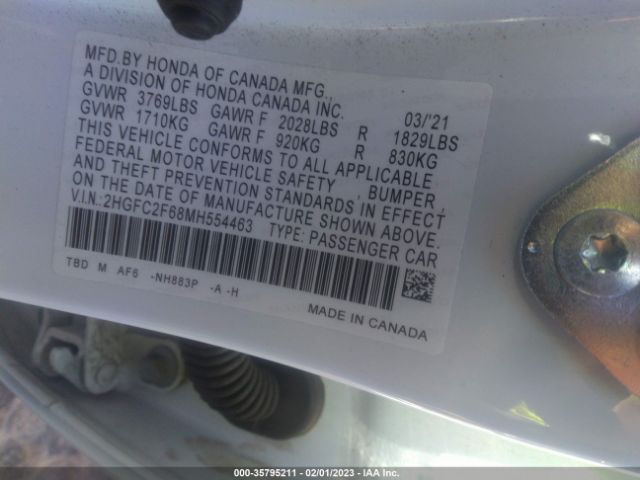 MFD.BY HONDA OF CANADA MFG.,
A DIVISION OF HONDA CANADA INC. 03/'21
GVWR 3769LBS GAWR F 2028LBS R 1829LBS
GVWR 1710KG GAWR F 920KG R 830KG
THIS VEHICLE CONFORMS TO ALL APPLICABLE
FEDERAL MOTOR VEHICLE SAFETY, BUMPER,
AND THEFT PREVENTION STANDARDS IN EFFECT
ON THE DATE OF MANUFACTURE SHOWN ABOVE.
V.I.N.:2HGFC2F68MH554463 TYPE: PASSENGER CAR
TBD M AF6 -NH883P -A -H
MADE IN CANADA
000-35795211 - 02/01/2023 - IAA Inc.